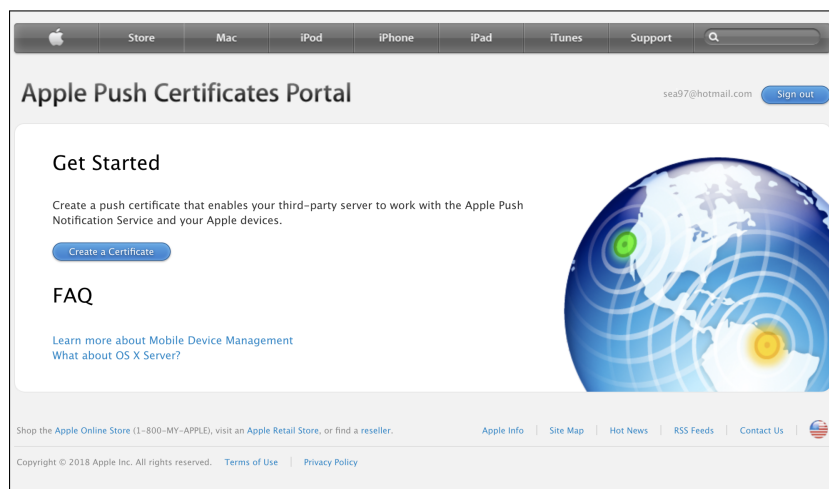 Store Mac iPod iPhone iPad iTunes Support
Apple Push Certificates Portal
sea97@hotmail.com Sign out
Get Started
Create a push certificate that enables your third-party server to work with the Apple Push
Notification Service and your Apple devices.
Create a Certificate
FAQ
Learn more about Mobile Device Management
What about OS X Server?
Shop the Apple Online Store (1-800-MY-APPLE), visit an Apple Retail Store, or find a reseller. Apple Info | Site Map | Hot News | RSS Feeds | Contact Us |
Copyright © 2018 Apple Inc. All rights reserved. Terms of Use | Privacy Policy